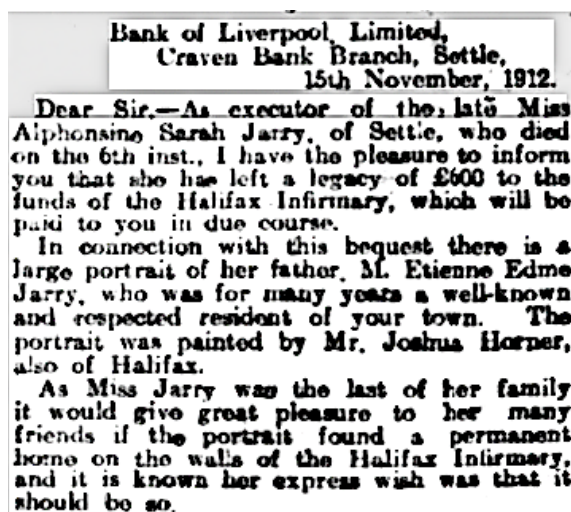 Bank of Liverpool, Limited,
Craven Bank Branch, Settle,
15th November, 1912.
Dear Sir.—As executor of the late Miss
Alphonsine Sarah Jarry, of Settle, who died
on the 6th inst., I have the pleasure to inform
you that she has left a legacy of £600 to the
funds of the Halifax Infirmary, which will be
paid to you in due course.
In connection with this bequest there is a
large portrait of her father, M. Etienne Edme
Jarry, who was for many years a well-known
and respected resident of your town. The
portrait was painted by Mr. Joshua Horner,
also of Halifax.
As Miss Jarry was the last of her family
it would give great pleasure to her many
friends if the portrait found a permanent
home on the walls of the Halifax Infirmary,
and it is known her express wish was that it
should be so.